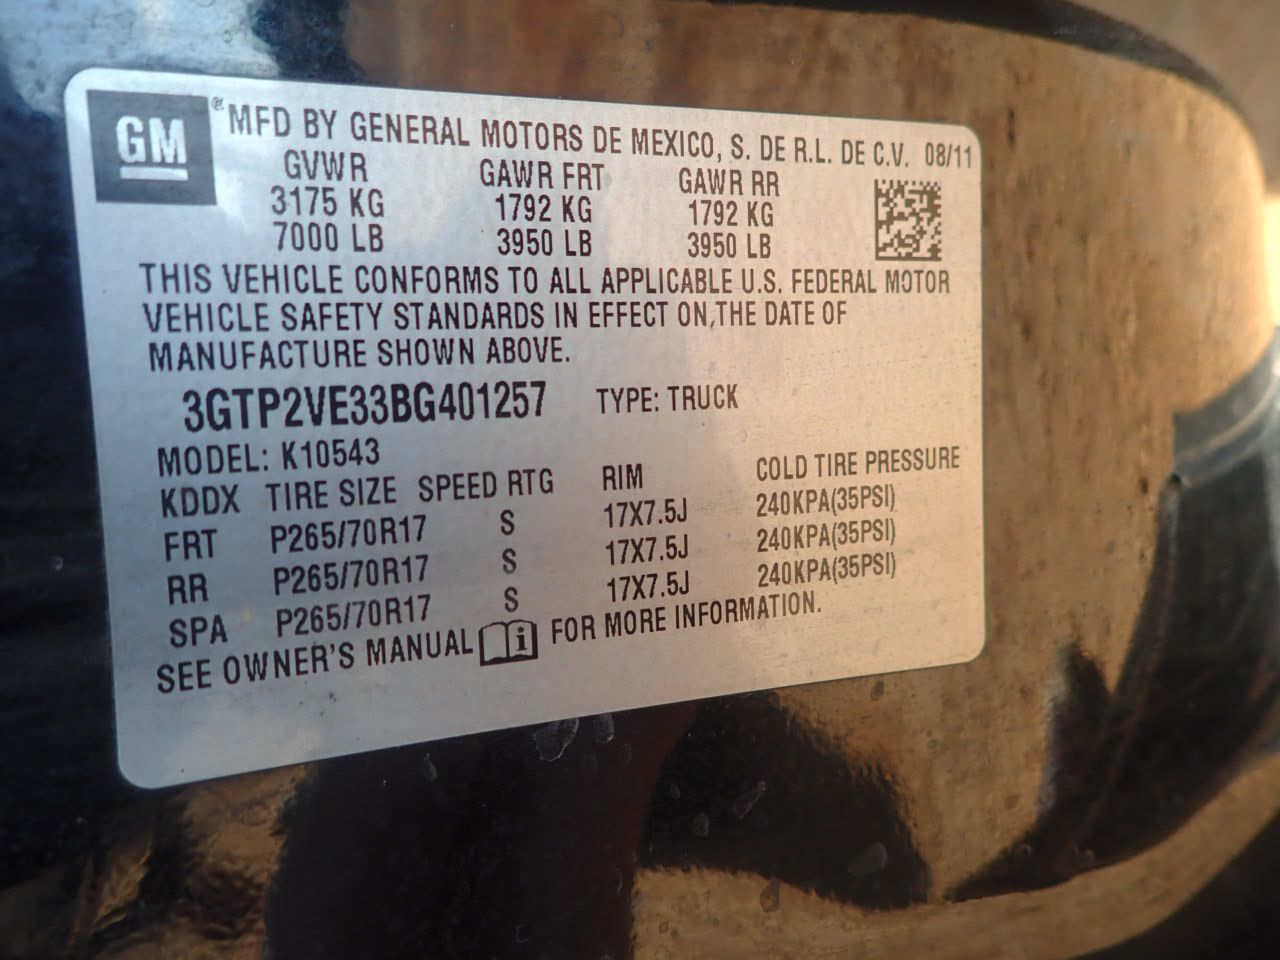 GM
® MFD BY GENERAL MOTORS DE MEXICO, S. DE R.L. DE C.V. 08/11
GVWR GAWR FRT GAWR RR
3175 KG 1792 KG 1792 KG
7000 LB 3950 LB 3950 LB
THIS VEHICLE CONFORMS TO ALL APPLICABLE U.S. FEDERAL MOTOR
VEHICLE SAFETY STANDARDS IN EFFECT ON THE DATE OF
MANUFACTURE SHOWN ABOVE.
3GTP2VE33BG401257 TYPE: TRUCK
MODEL: K10543
KDDX TIRE SIZE SPEED RTG RIM COLD TIRE PRESSURE
FRT P265/70R17 S 17X7.5J 240KPA(35PSI)
RR P265/70R17 S 17X7.5J 240KPA(35PSI)
SPA P265/70R17 S 17X7.5J 240KPA(35PSI)
SEE OWNER'S MANUAL FOR MORE INFORMATION.